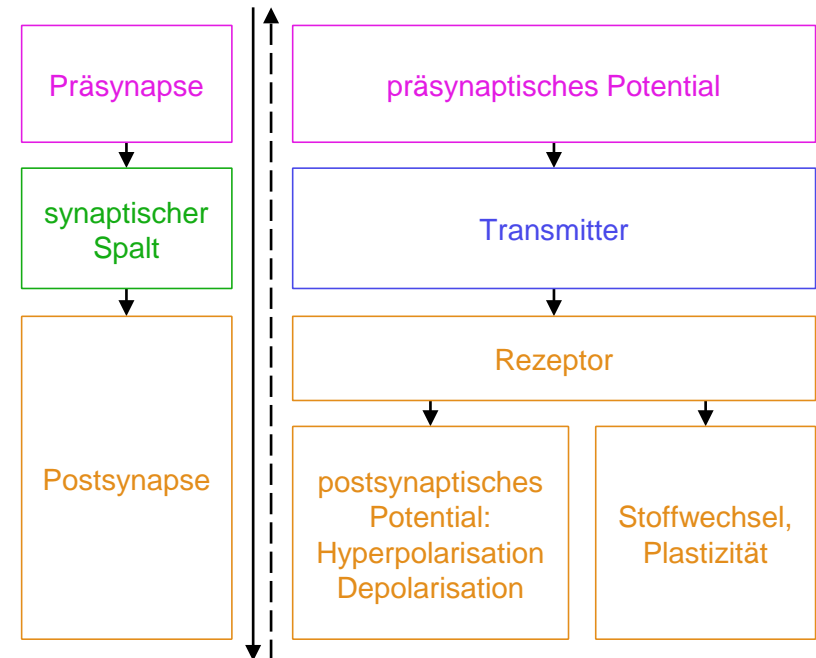 Präsynapse
präsynaptisches Potential
synaptischer
Spalt
Transmitter
Postsynapse
Rezeptor
postsynaptisches
Potential:
Hyperpolarisation
Depolarisation
Stoffwechsel,
Plastizität